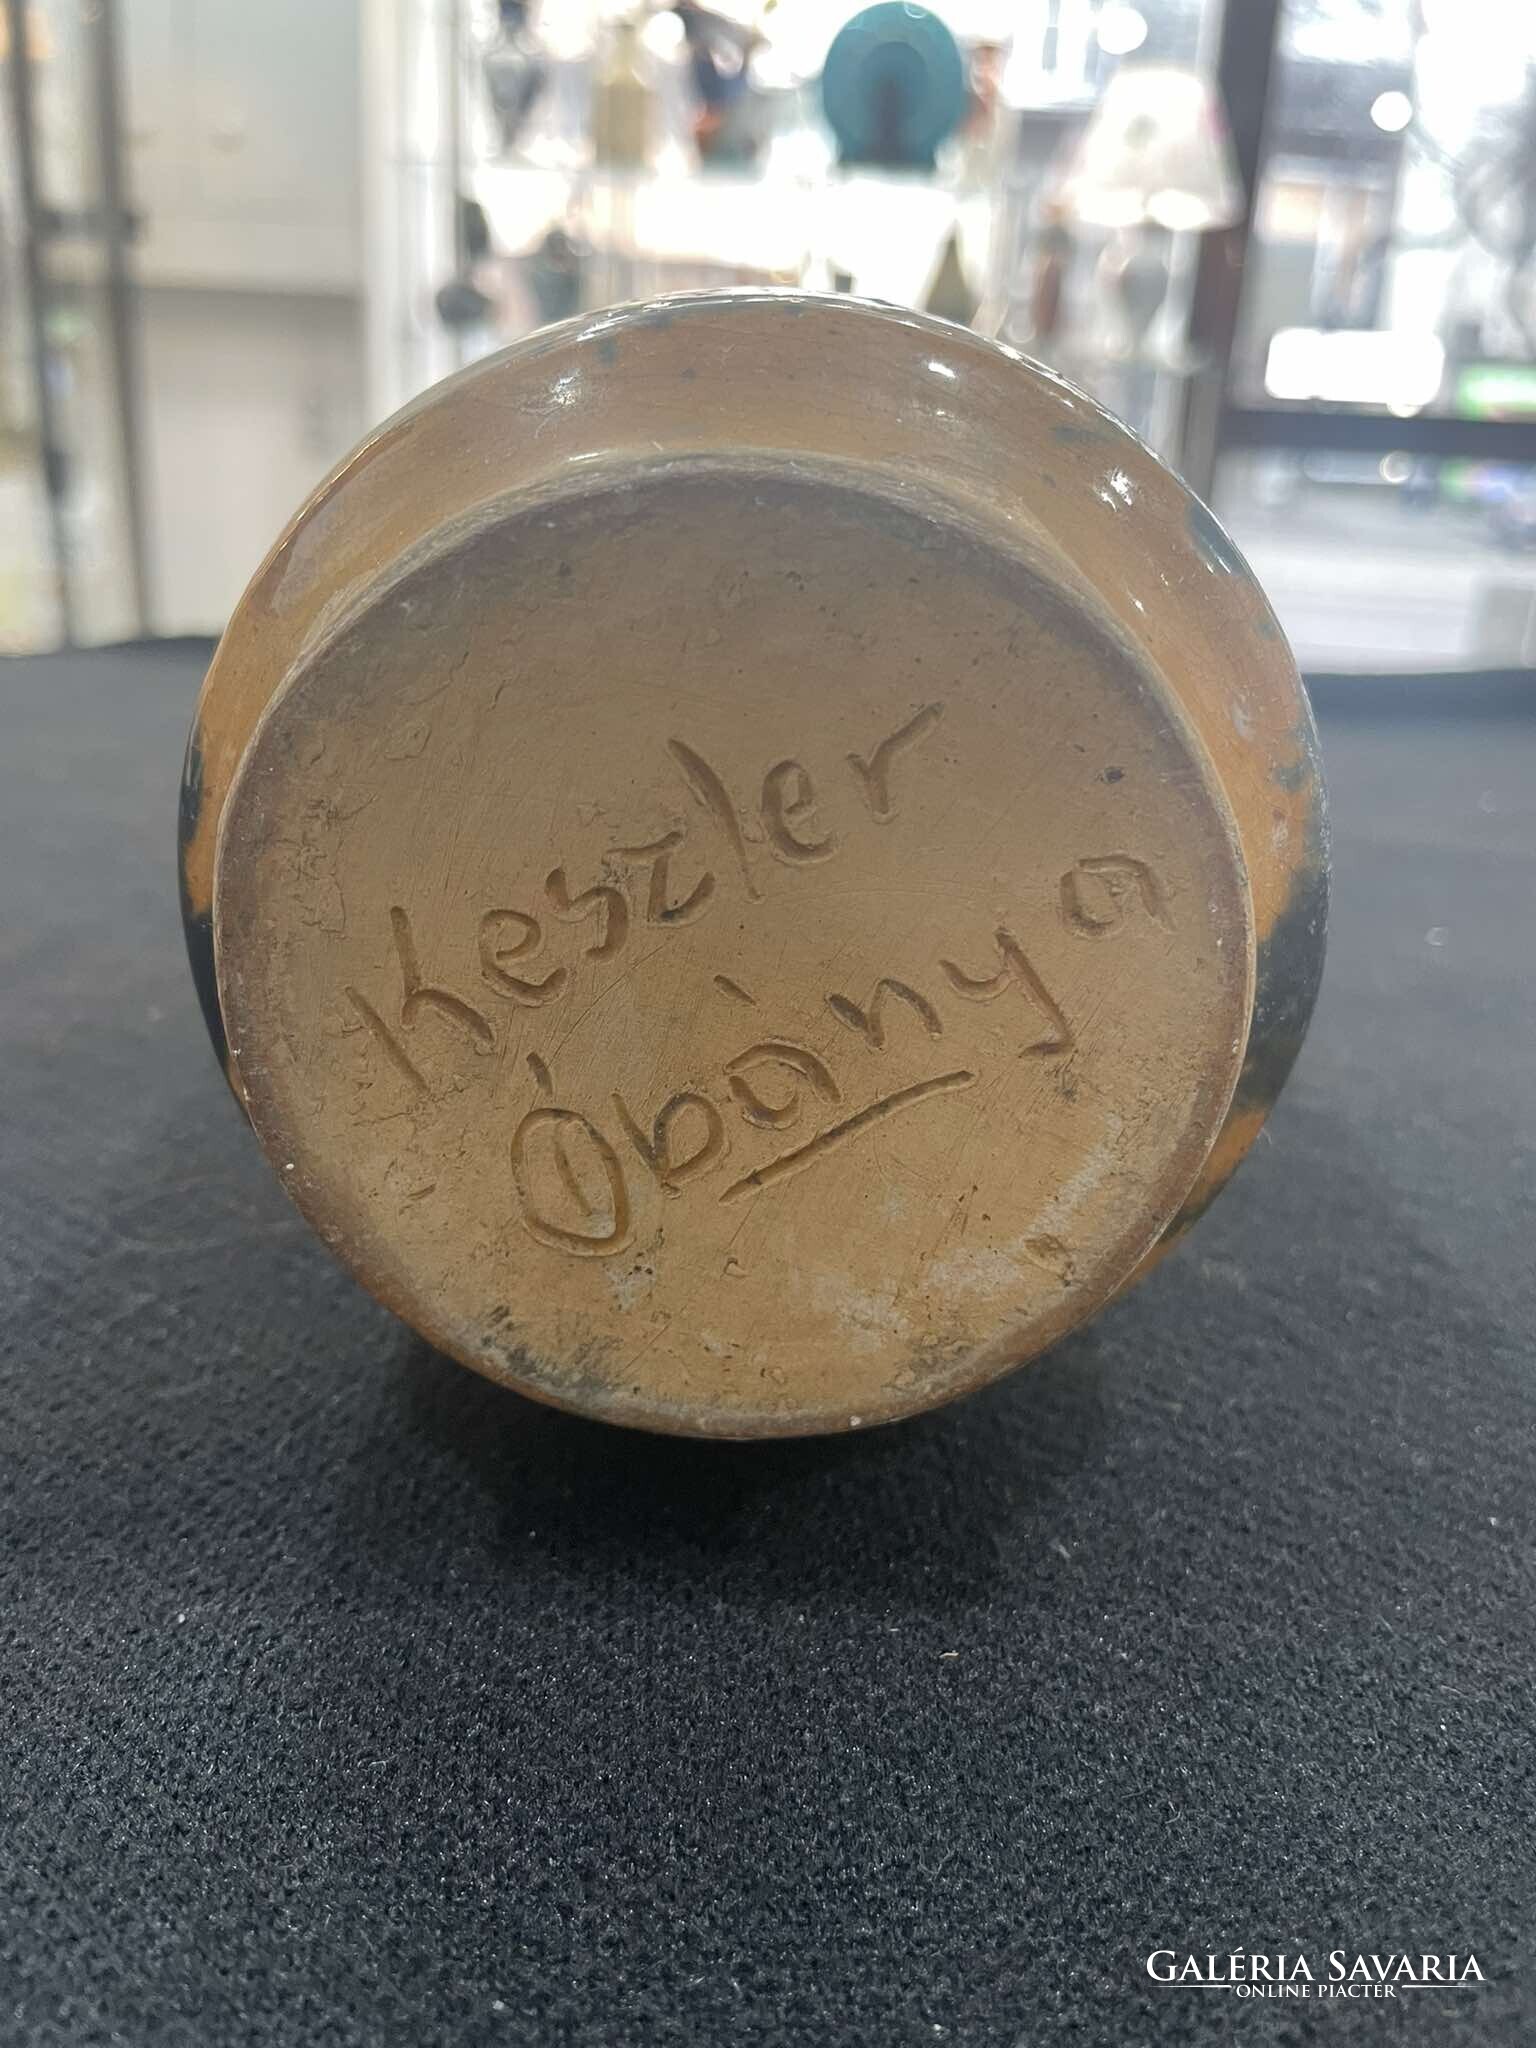 Keszler
Óbánya
GALÉRIA SAVARIA
ONLINE PIACTÉR